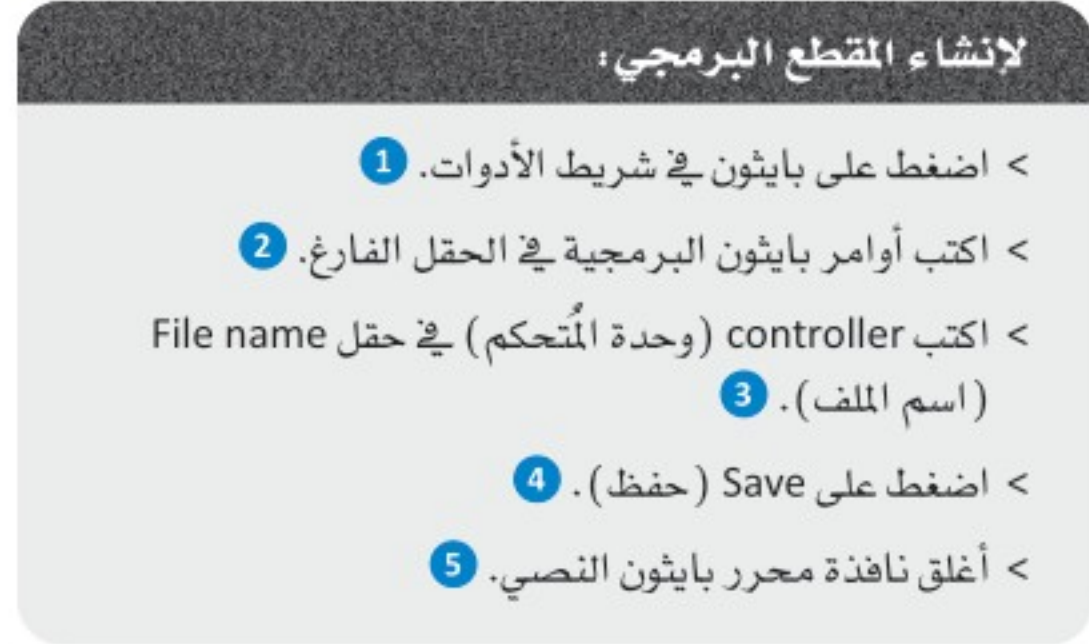 لإنشاء المقطع البرمجي:
> اضغط على بايثون في شريط الأدوات. 1
> اكتب أوامر بايثون البرمجية في الحقل الفارغ. 2
> اكتب controller (وحدة المُتحكم) في حقل File name
(اسم الملف). 3
> اضغط على Save (حفظ). 4
> أغلق نافذة محرر بايثون النصي. 5